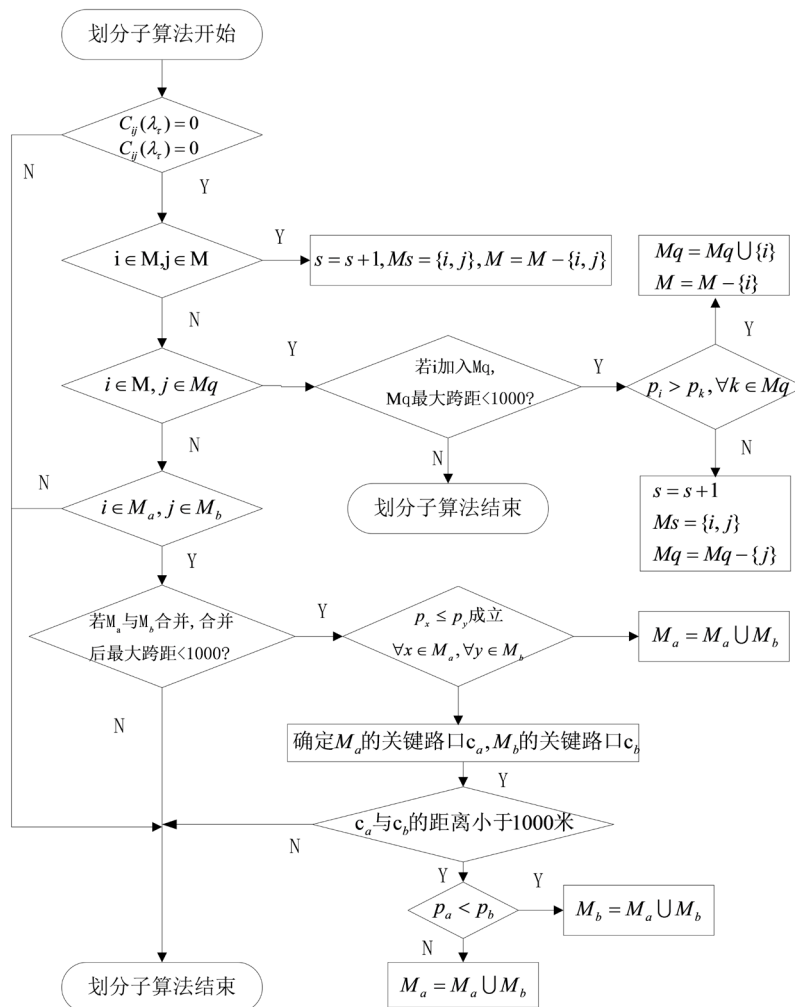 划分子算法开始
C_{ij}(λ_τ)=0
C_{ij}(λ_τ)=0
N
Y
i∈M,j∈M
Y
s=s+1,Ms={i,j},M=M-{i,j}
Mq=Mq⋃{i}
M=M-{i}
N
Y
i∈M,j∈Mq
Y
若i加入Mq,
Mq最大跨距<1000?
Y
p_i>p_k,∀k∈Mq
N
N
N
N
i∈M_a,j∈M_b
划分子算法结束
s=s+1
Ms={i,j}
Mq=Mq-{j}
Y
若M_a与M_b合并,合并
后最大跨距<1000?
Y
p_x≤p_y成立
∀x∈M_a,∀y∈M_b
M_a=M_a⋃M_b
N
确定M_a的关键路口c_a,M_b的关键路口c_b
Y
c_a与c_b的距离小于1000米
N
Y
p_a<p_b
Y
M_b=M_a⋃M_b
N
划分子算法结束
M_a=M_a⋃M_b